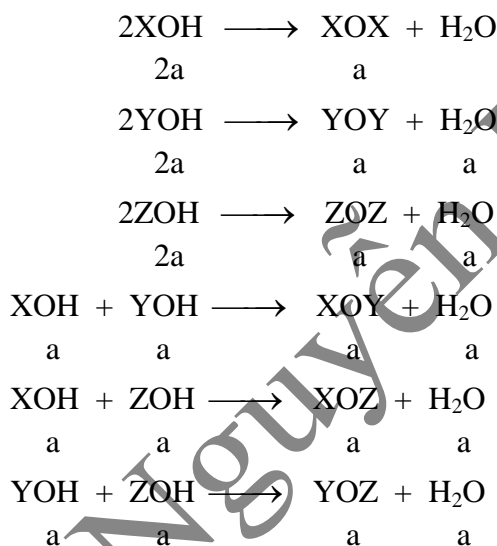 2XOH ⟶ XOX + H₂O
2a a
2YOH ⟶ YOY + H₂O
2a a a
2ZOH ⟶ ZOZ + H₂O
2a a a
XOH + YOH ⟶ XOY + H₂O
a a a a
XOH + ZOH ⟶ XOZ + H₂O
a a a a
YOH + ZOH ⟶ YOZ + H₂O
a a a a
Nguyễn